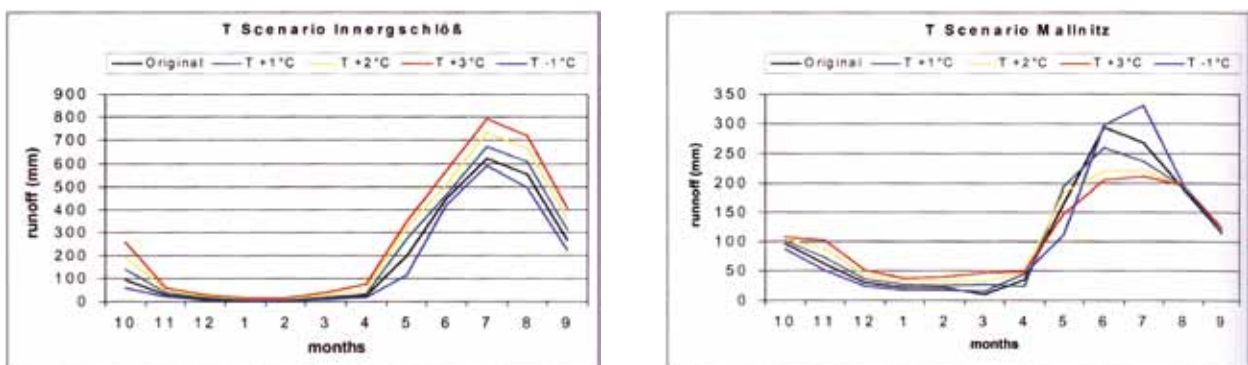 T Scenario Innergschlöß
Original T +1°C T +2°C T +3°C T -1°C
900
800
700
600
500
400
300
200
100
0
runoff (mm)
10 11 12 1 2 3 4 5 6 7 8 9
months
T Scenario Mallnitz
Original T +1°C T +2°C T +3°C T -1°C
350
300
250
200
150
100
50
0
runnoff (mm)
10 11 12 1 2 3 4 5 6 7 8 9
months